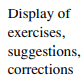 Display of
exercises,
suggestions,
corrections